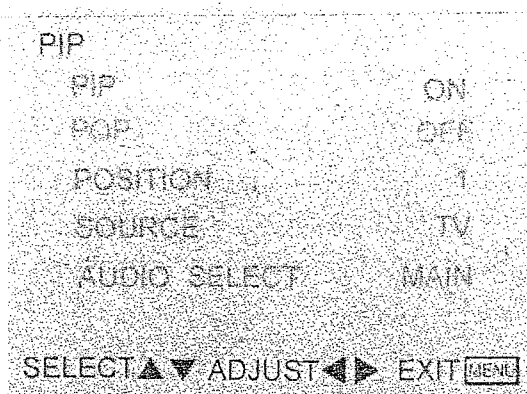 PIP
PIP ON
POP OFF
POSITION 1
SOURCE TV
AUDIO SELECT MAIN
SELECT▲▼ ADJUST◀▶ EXIT MENU